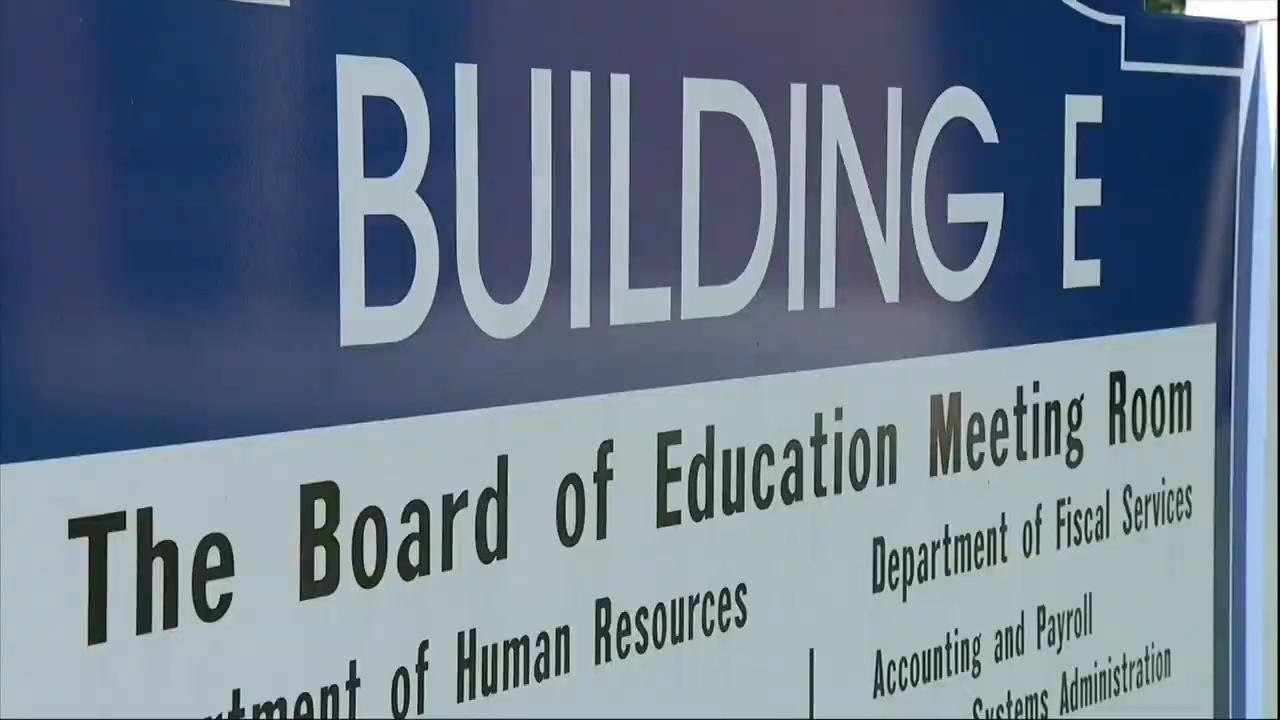 BUILDING E
The Board of Education Meeting Room
of Human Resources
Department of Fiscal Services
Accounting and Payroll
Systems Administration